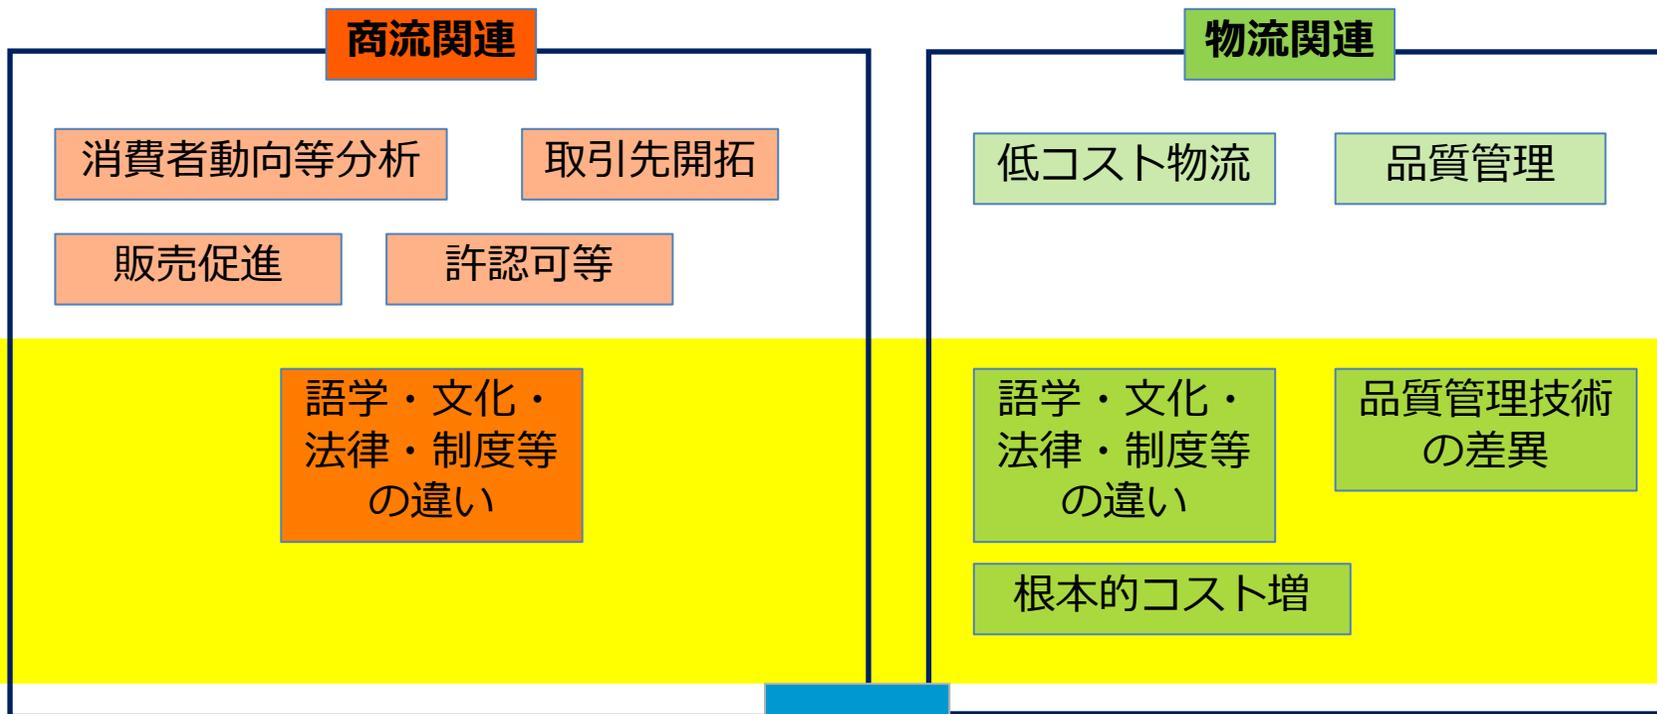 商流関連
消費者動向等分析
取引先開拓
販売促進
許認可等
語学・文化・
法律・制度等
の違い
物流関連
低コスト物流
品質管理
語学・文化・
法律・制度等
の違い
品質管理技術
の差異
根本的コスト増